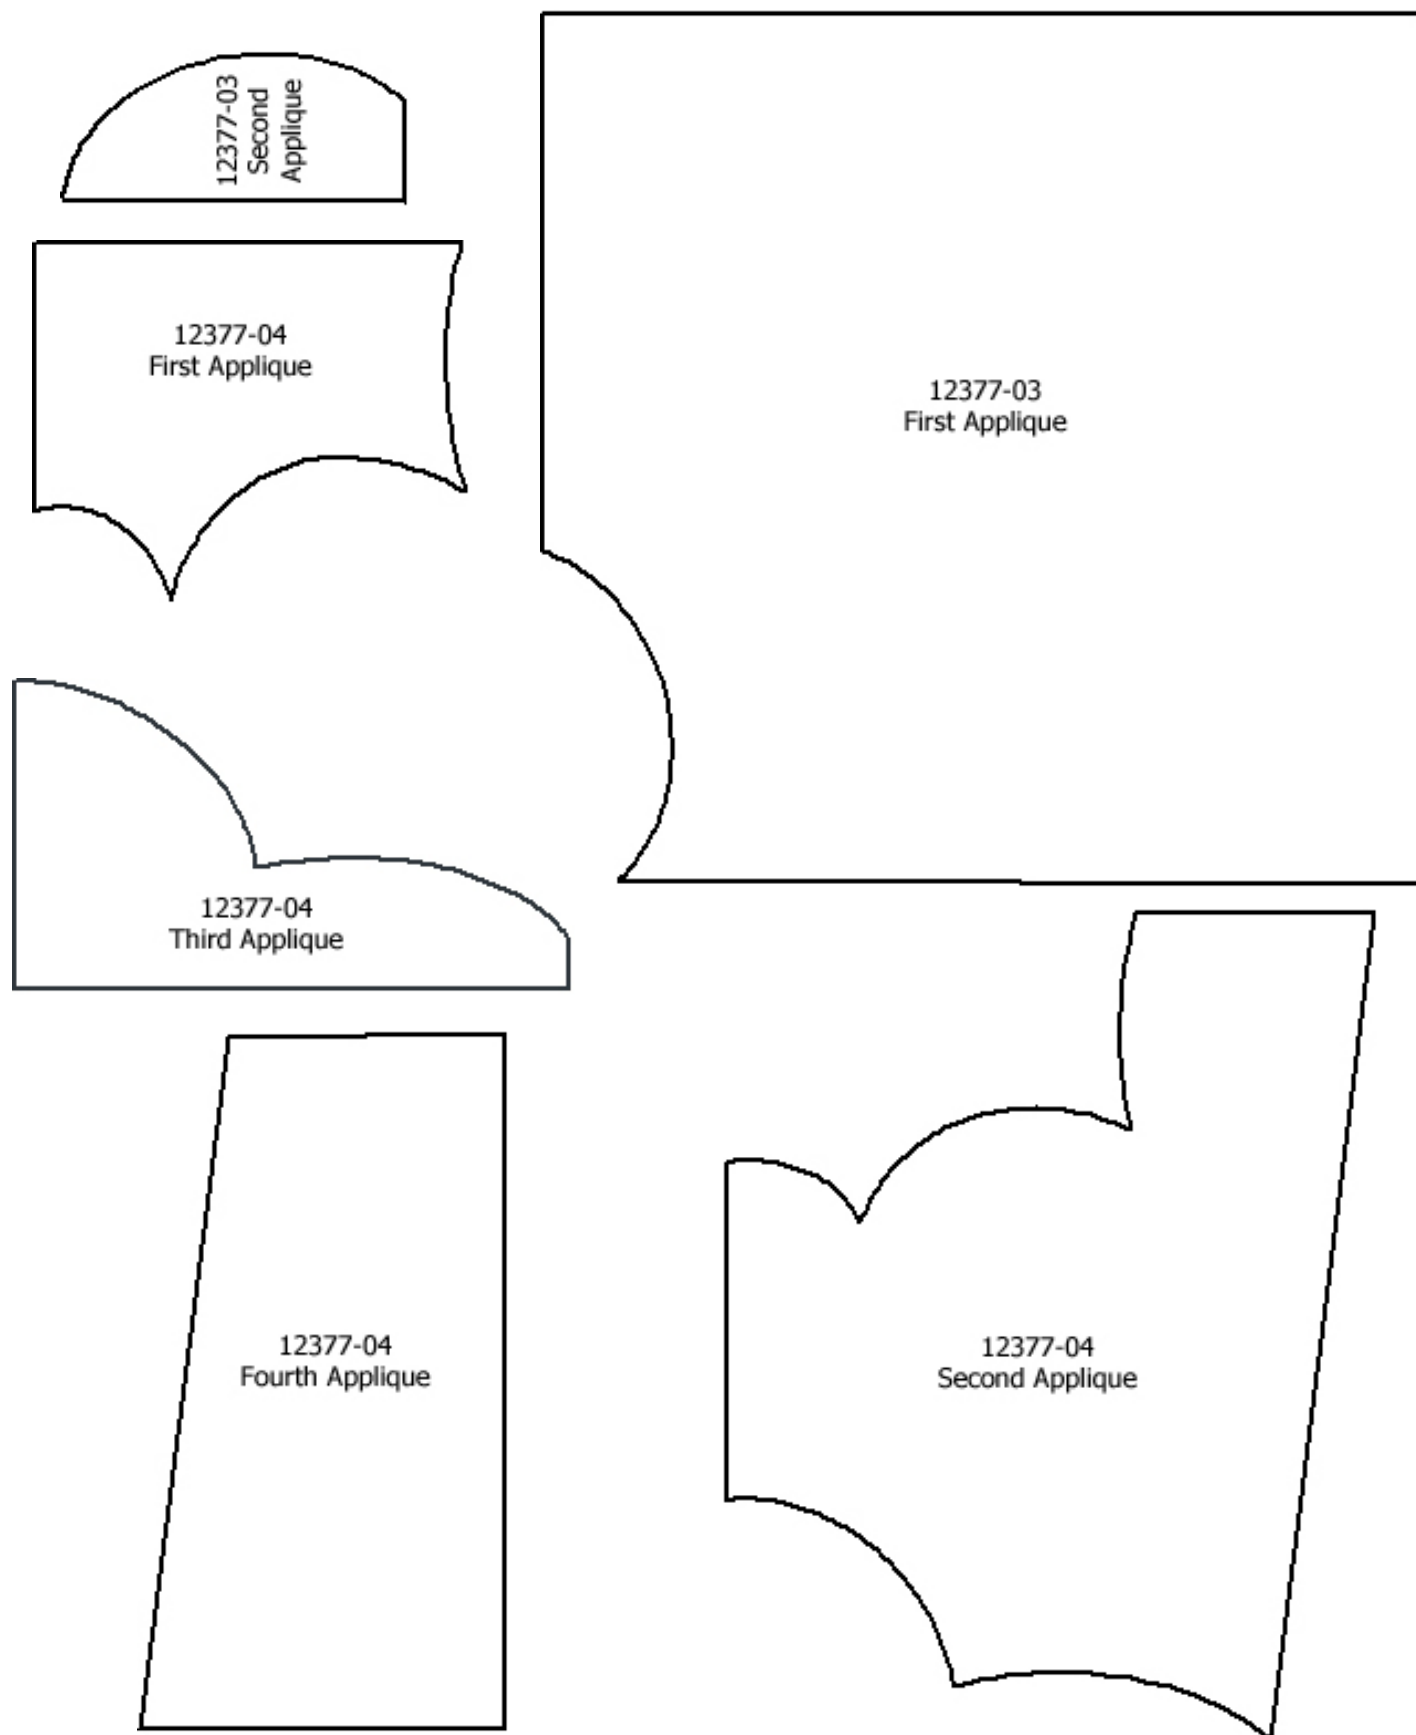 12377-03
Second
Applique
12377-04
First Applique
12377-03
First Applique
12377-04
Third Applique
12377-04
Fourth Applique
12377-04
Second Applique